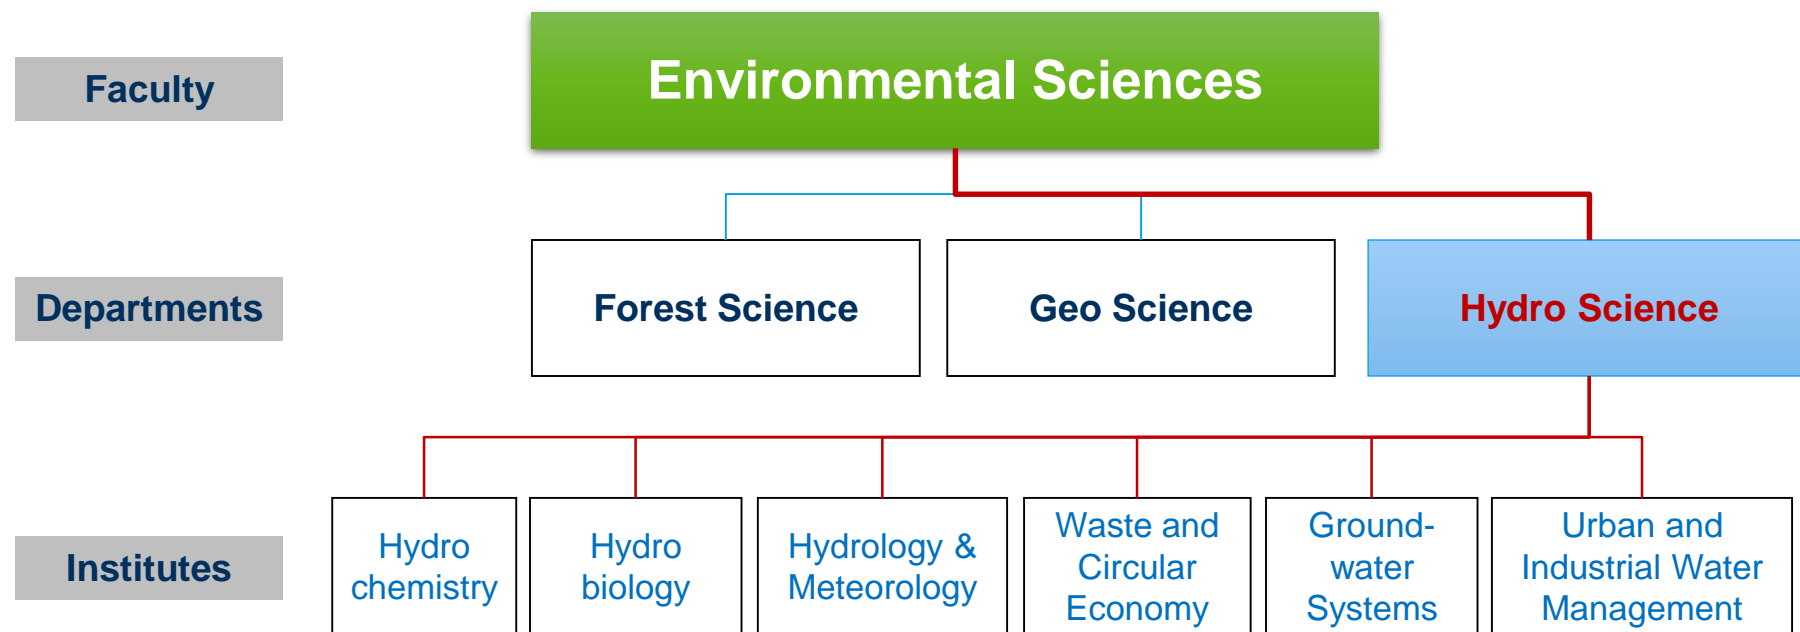 Faculty
Environmental Sciences
Departments
Forest Science
Geo Science
Hydro Science
Institutes
Hydro
chemistry
Hydro
biology
Hydrology &
Meteorology
Waste and
Circular
Economy
Ground-
water
Systems
Urban and
Industrial Water
Management